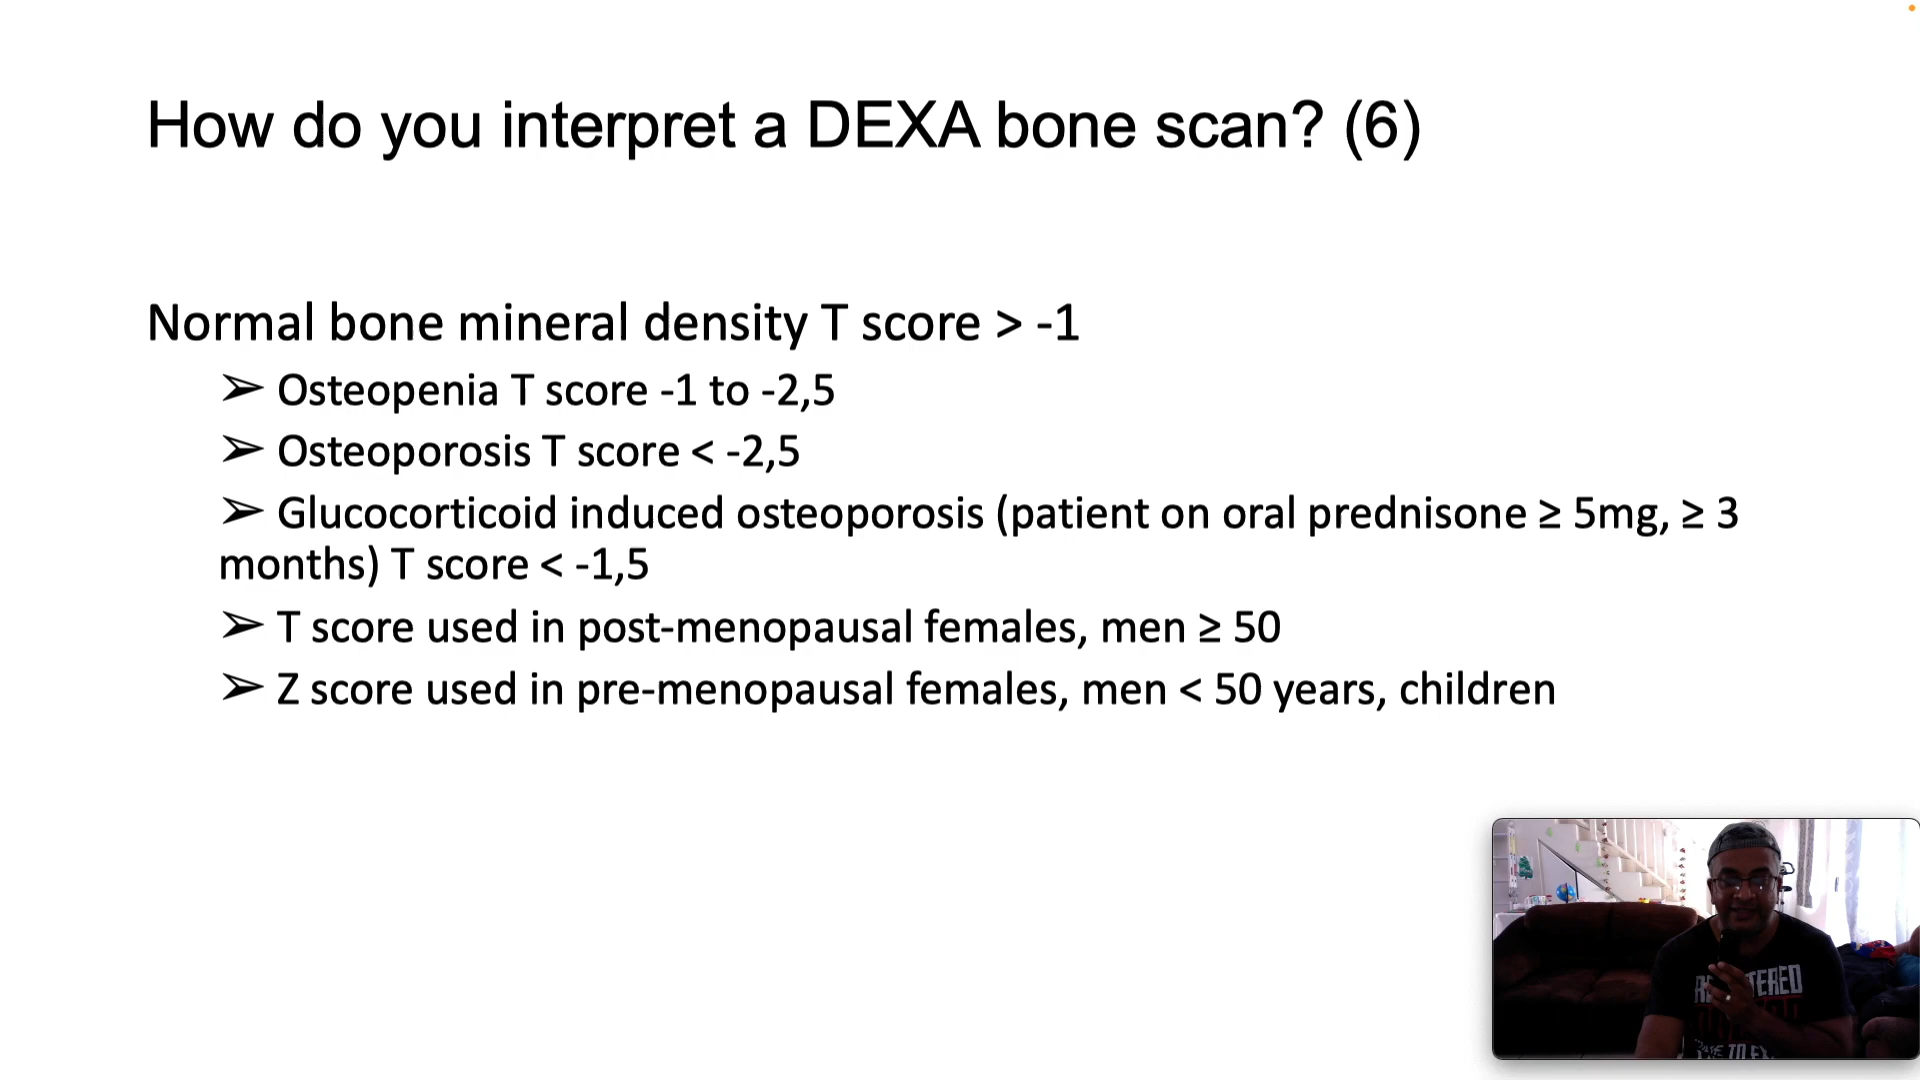 How do you interpret a DEXA bone scan? (6)
Normal bone mineral density T score > -1
➢ Osteopenia T score -1 to -2,5
➢ Osteoporosis T score < -2,5
➢ Glucocorticoid induced osteoporosis (patient on oral prednisone ≥ 5mg, ≥ 3
months) T score < -1,5
➢ T score used in post-menopausal females, men ≥ 50
➢ Z score used in pre-menopausal females, men < 50 years, children